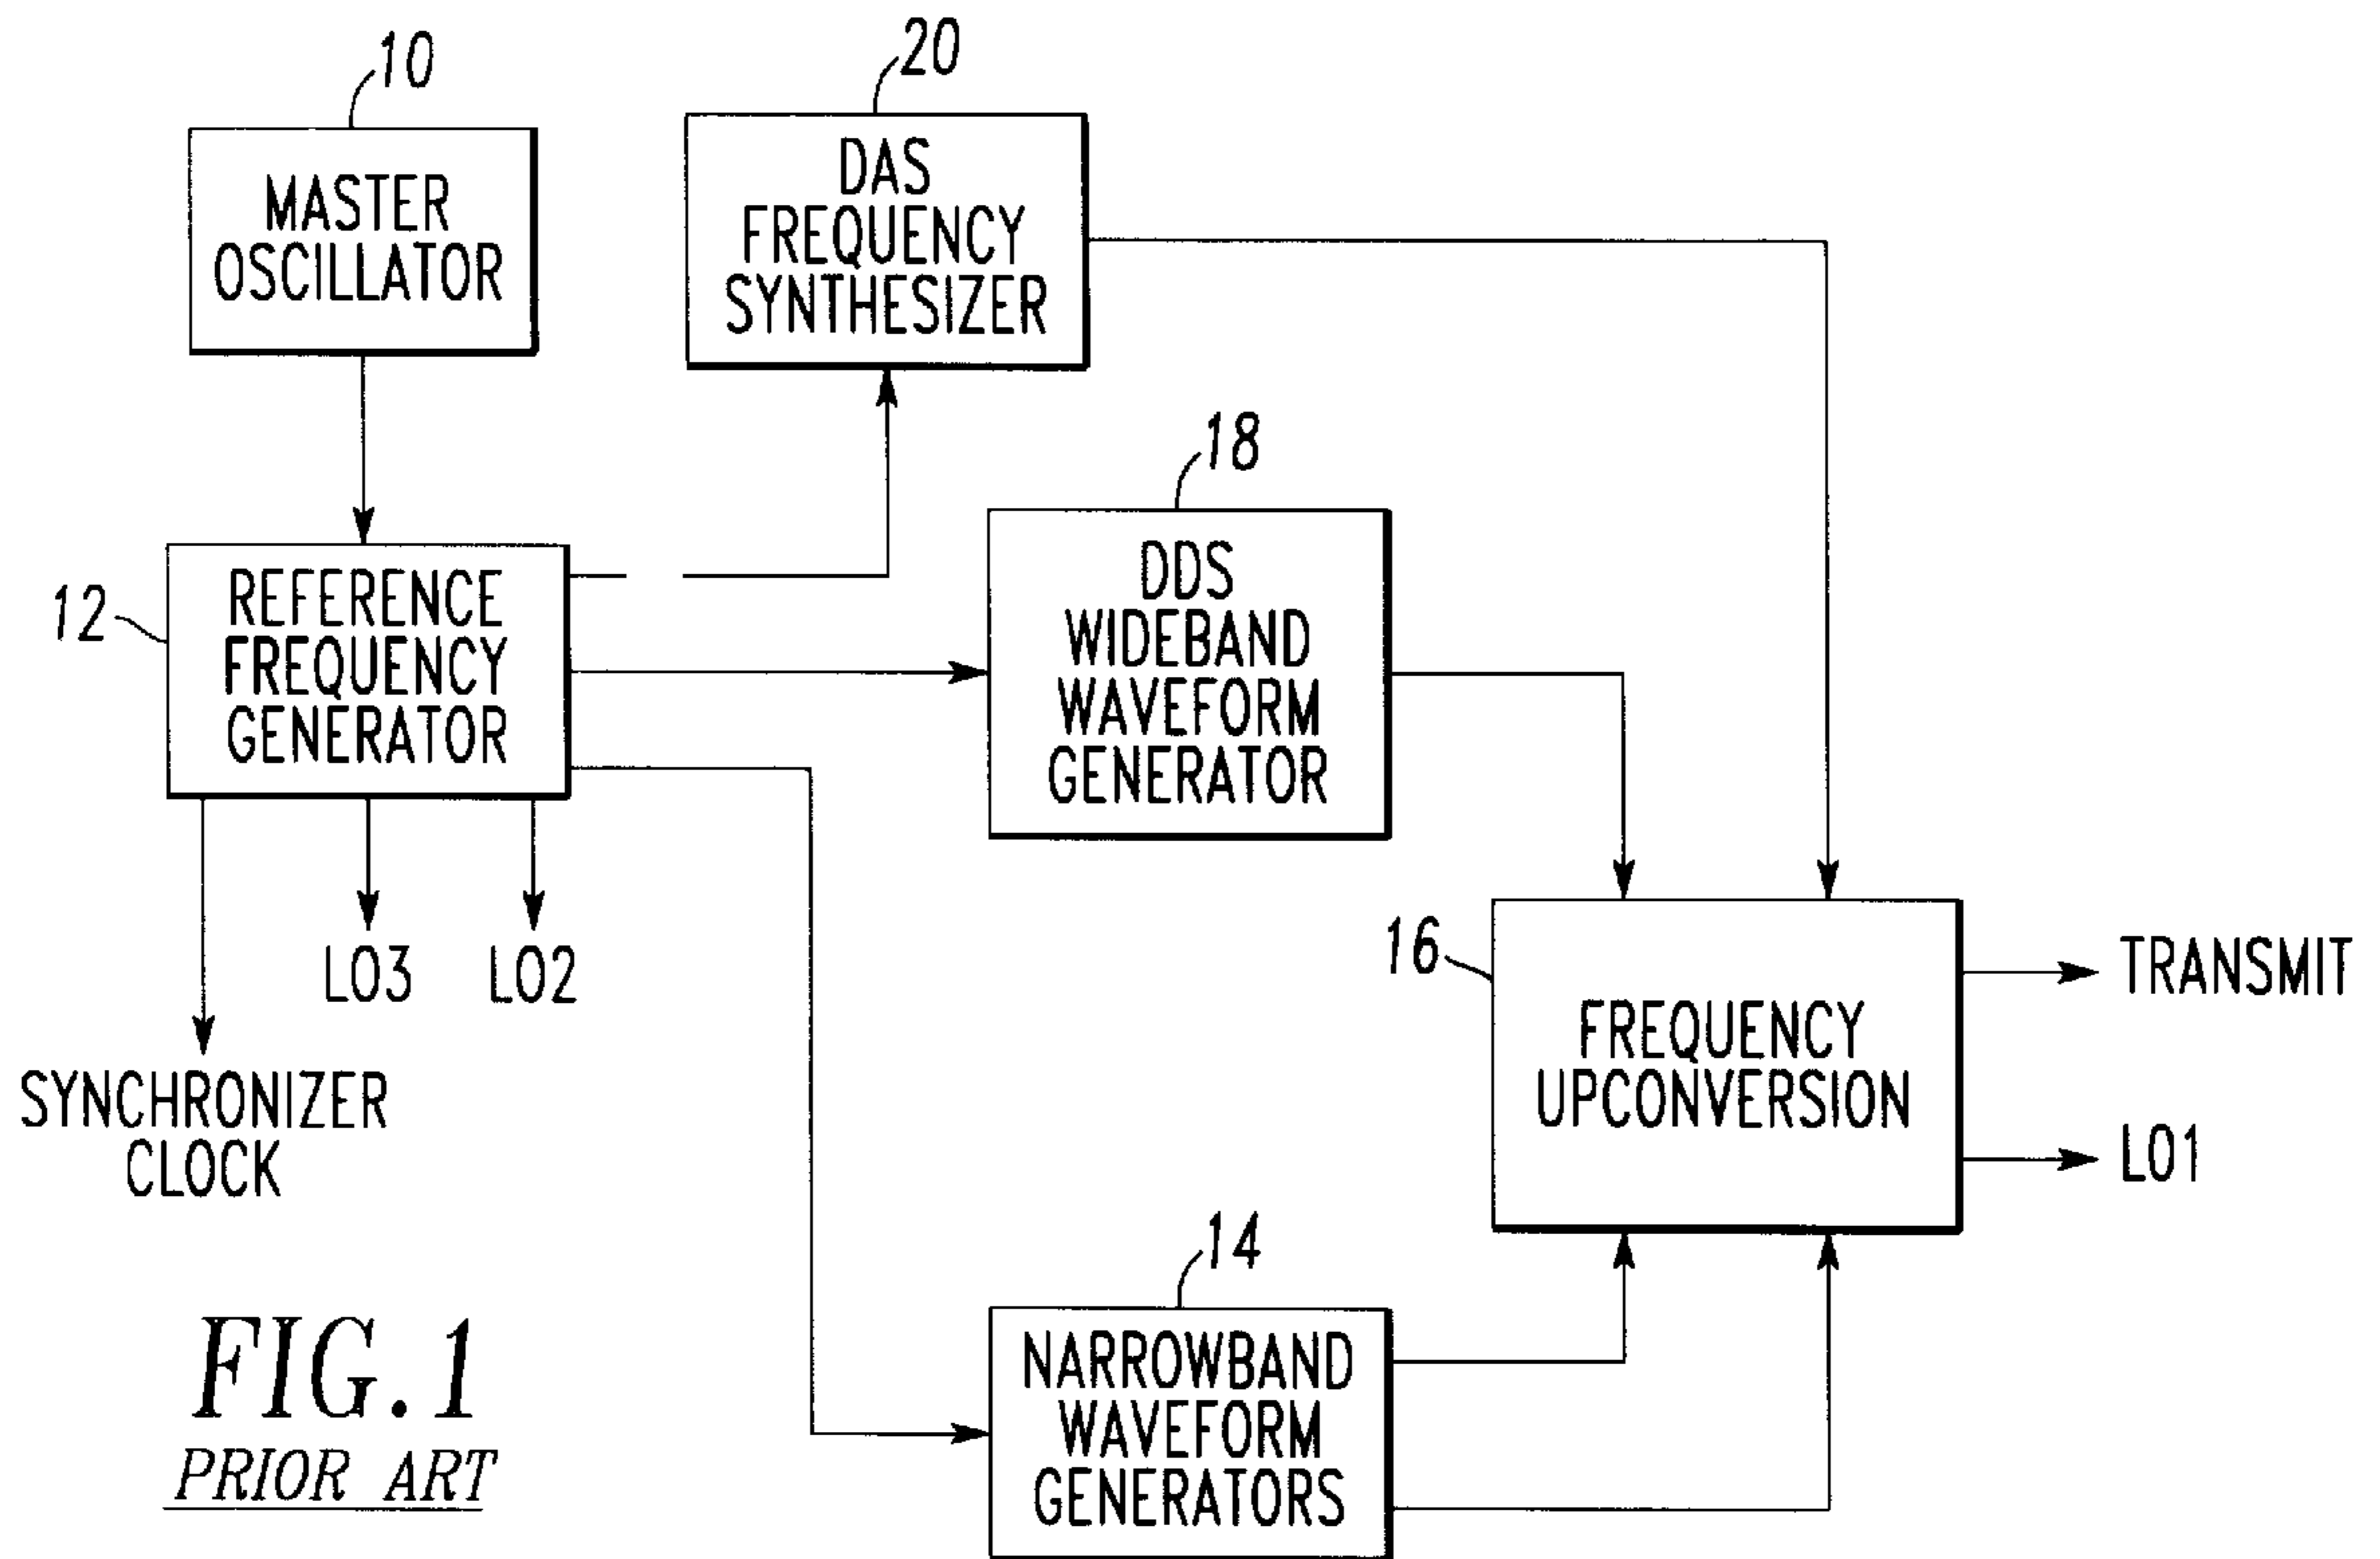 10
MASTER
OSCILLATOR
20
DAS
FREQUENCY
SYNTHESIZER
18
DDS
WIDEBAND
WAVEFORM
GENERATOR
12
REFERENCE
FREQUENCY
GENERATOR
LO3
LO2
SYNCHRONIZER
CLOCK
16
FREQUENCY
UPCONVERSION
TRANSMIT
LO1
14
NARROWBAND
WAVEFORM
GENERATORS
FIG. 1
PRIOR ART